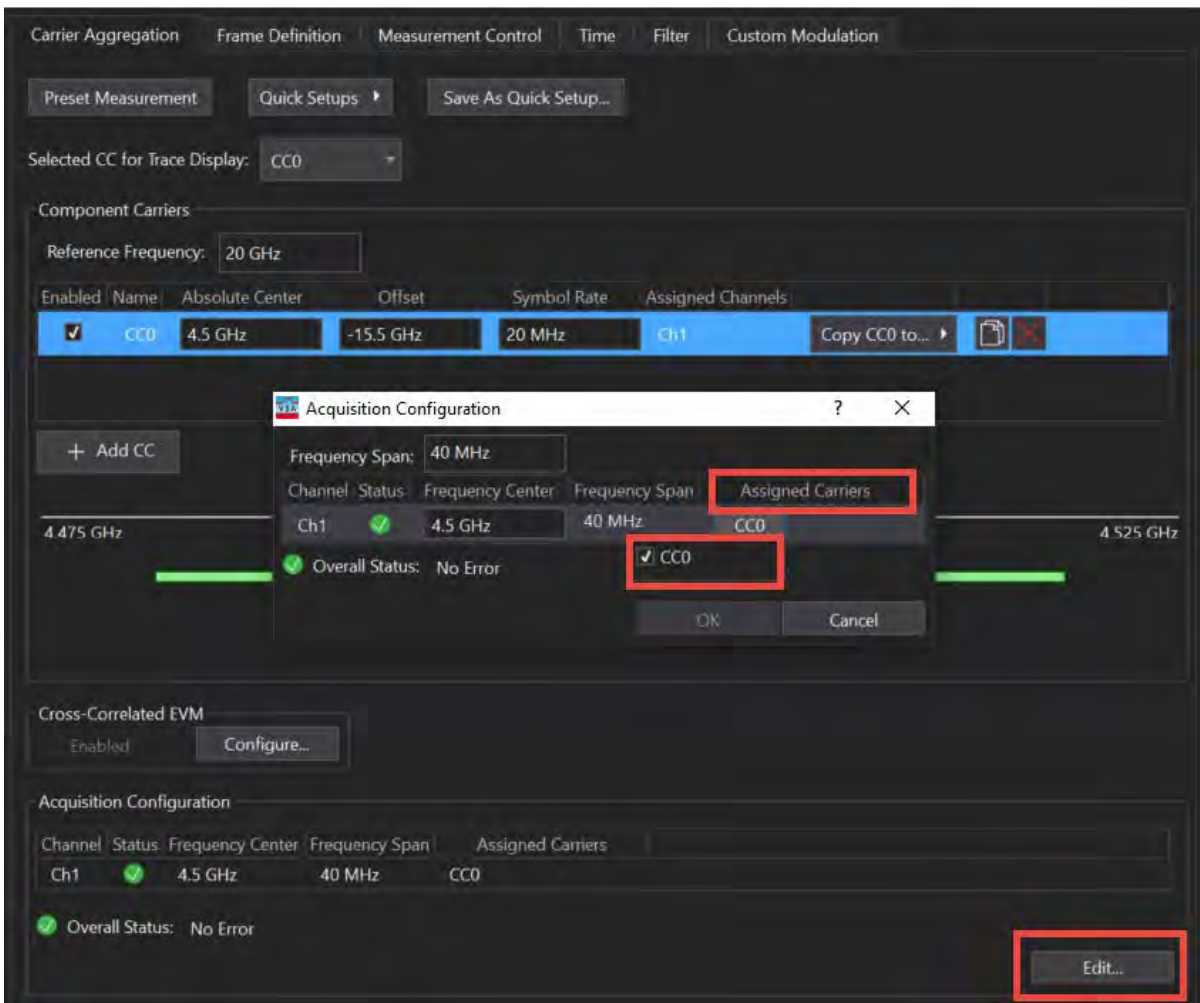 Carrier Aggregation Frame Definition Measurement Control Time Filter Custom Modulation
Preset Measurement Quick Setups Save As Quick Setup...
Selected CC for Trace Display: CC0
Component Carriers
Reference Frequency: 20 GHz
Enabled Name Absolute Center Offset Symbol Rate Assigned Channels
CC0 4.5 GHz -15.5 GHz 20 MHz Ch1 Copy CC0 to...
VSA Acquisition Configuration ? X
+ Add CC
Frequency Span: 40 MHz
Channel Status Frequency Center Frequency Span Assigned Carriers
Ch1 4.5 GHz 40 MHz CC0
4.475 GHz 4.525 GHz
CC0
Overall Status: No Error
OK Cancel
Cross-Correlated EVM
Enabled Configure...
Acquisition Configuration
Channel Status Frequency Center Frequency Span Assigned Carriers
Ch1 4.5 GHz 40 MHz CC0
Overall Status: No Error
Edit...